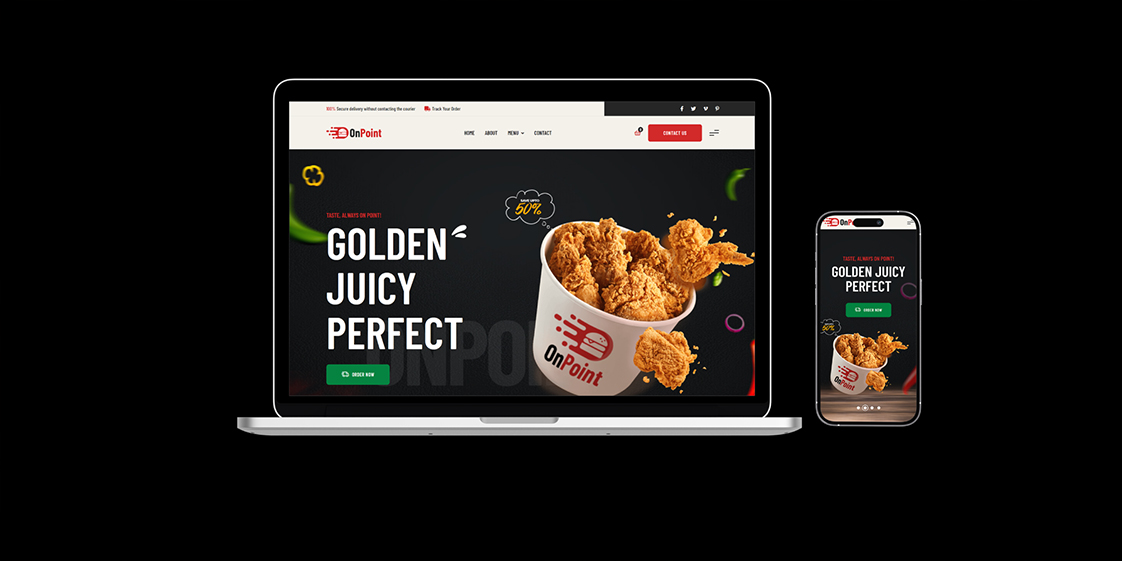 100% Secure delivery without contacting the courier
Track Your Order
OnPoint
HOME
ABOUT
MENU
CONTACT
CONTACT US
TASTE, ALWAYS ON POINT!
GOLDEN
JUICY
PERFECT
ORDER NOW
SAVE UPTO
50%
OnPoint
TASTE, ALWAYS ON POINT!
GOLDEN JUICY
PERFECT
ORDER NOW
50%
OnPoint